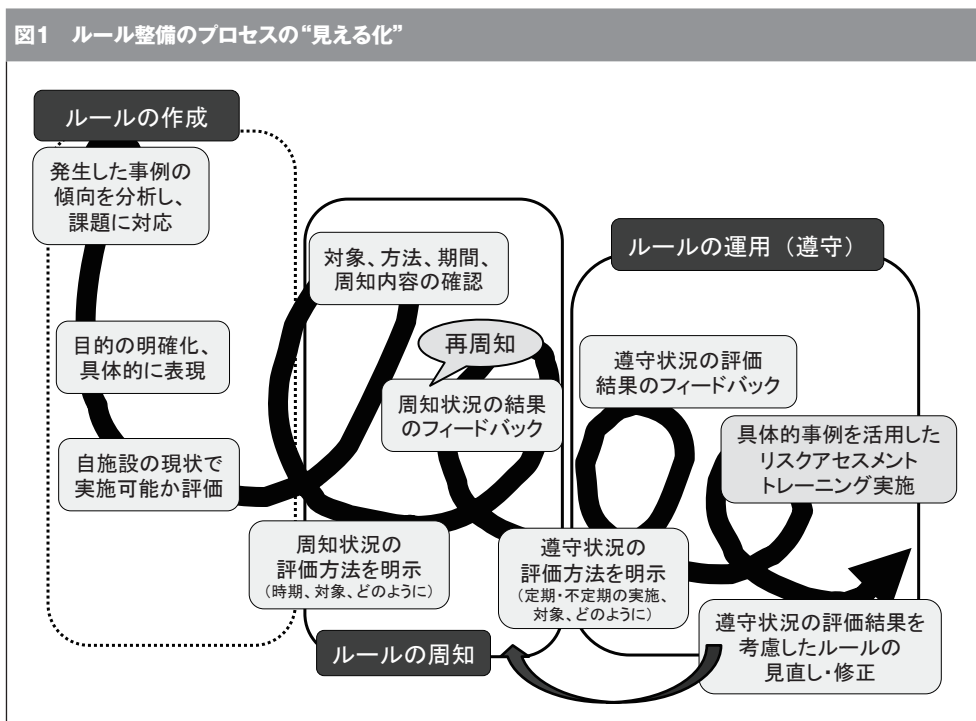 図1 ルール整備のプロセスの“見える化”
ルールの作成
発生した事例の
傾向を分析し、
課題に対応
目的の明確化、
具体的に表現
自施設の現状で
実施可能か評価
対象、方法、期間、
周知内容の確認
再周知
周知状況の結果
のフィードバック
周知状況の
評価方法を明示
（時期、対象、どのように）
ルールの周知
ルールの運用（遵守）
遵守状況の評価
結果のフィードバック
具体的事例を活用した
リスクアセスメント
トレーニング実施
遵守状況の
評価方法を明示
（定期・不定期の実施、
対象、どのように）
遵守状況の評価結果を
考慮したルールの
見直し・修正